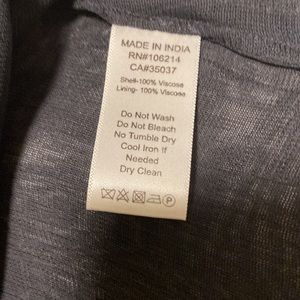 MADE IN INDIA
RN#106214
CA#35037
Shell-100% Viscose
Lining- 100% Viscose
Do Not Wash
Do Not Bleach
No Tumble Dry
Cool Iron If
Needed
Dry Clean
P